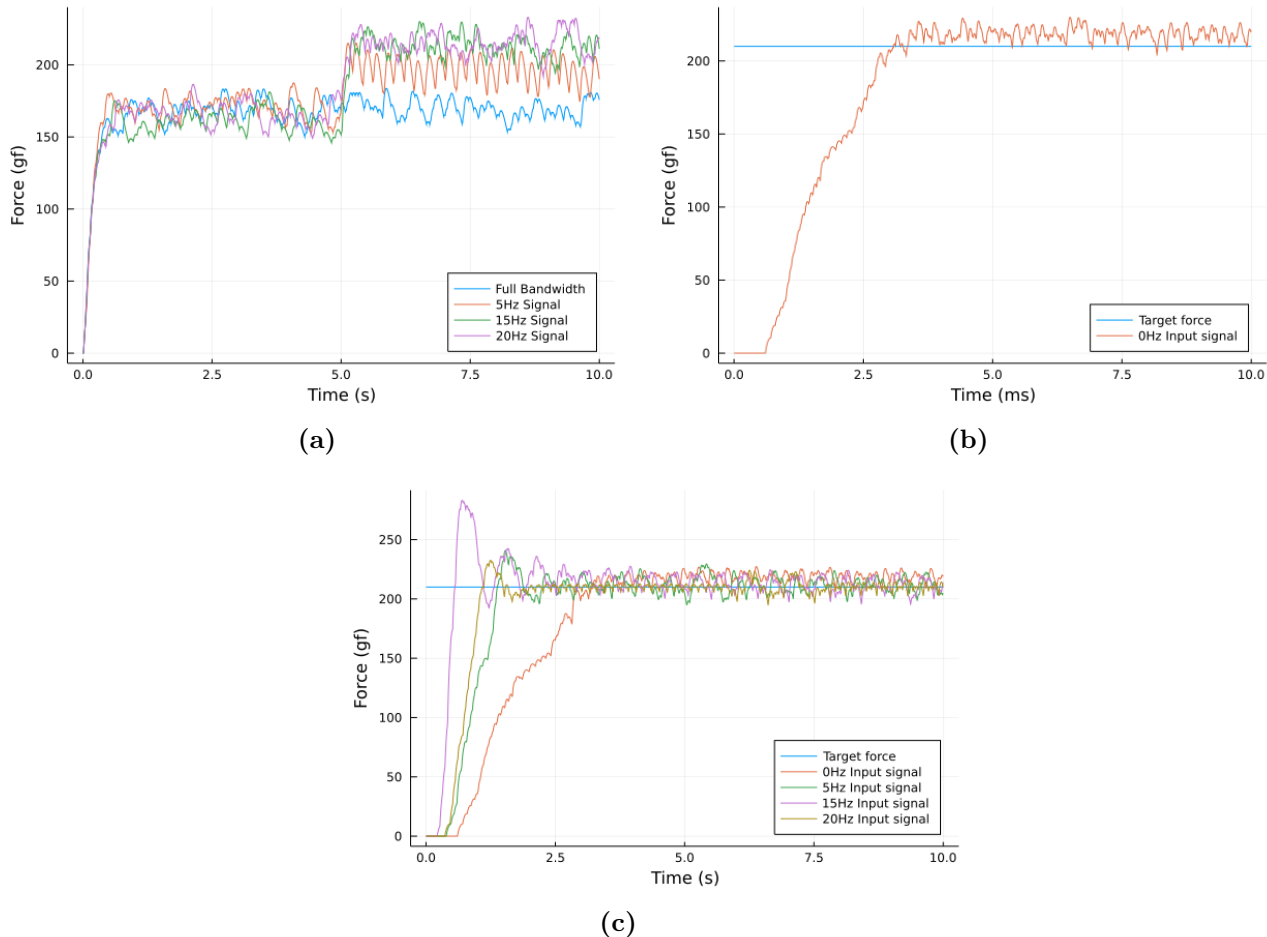 Force (gf)
200
150
100
50
0
Full Bandwidth
5Hz Signal
15Hz Signal
20Hz Signal
0.0 2.5 5.0 7.5 10.0
Time (s)
(a)
Force (gf)
200
150
100
50
0
Target force
0Hz Input signal
0.0 2.5 5.0 7.5 10.0
Time (ms)
(b)
Force (gf)
250
200
150
100
50
0
Target force
0Hz Input signal
5Hz Input signal
15Hz Input signal
20Hz Input signal
0.0 2.5 5.0 7.5 10.0
Time (s)
(c)